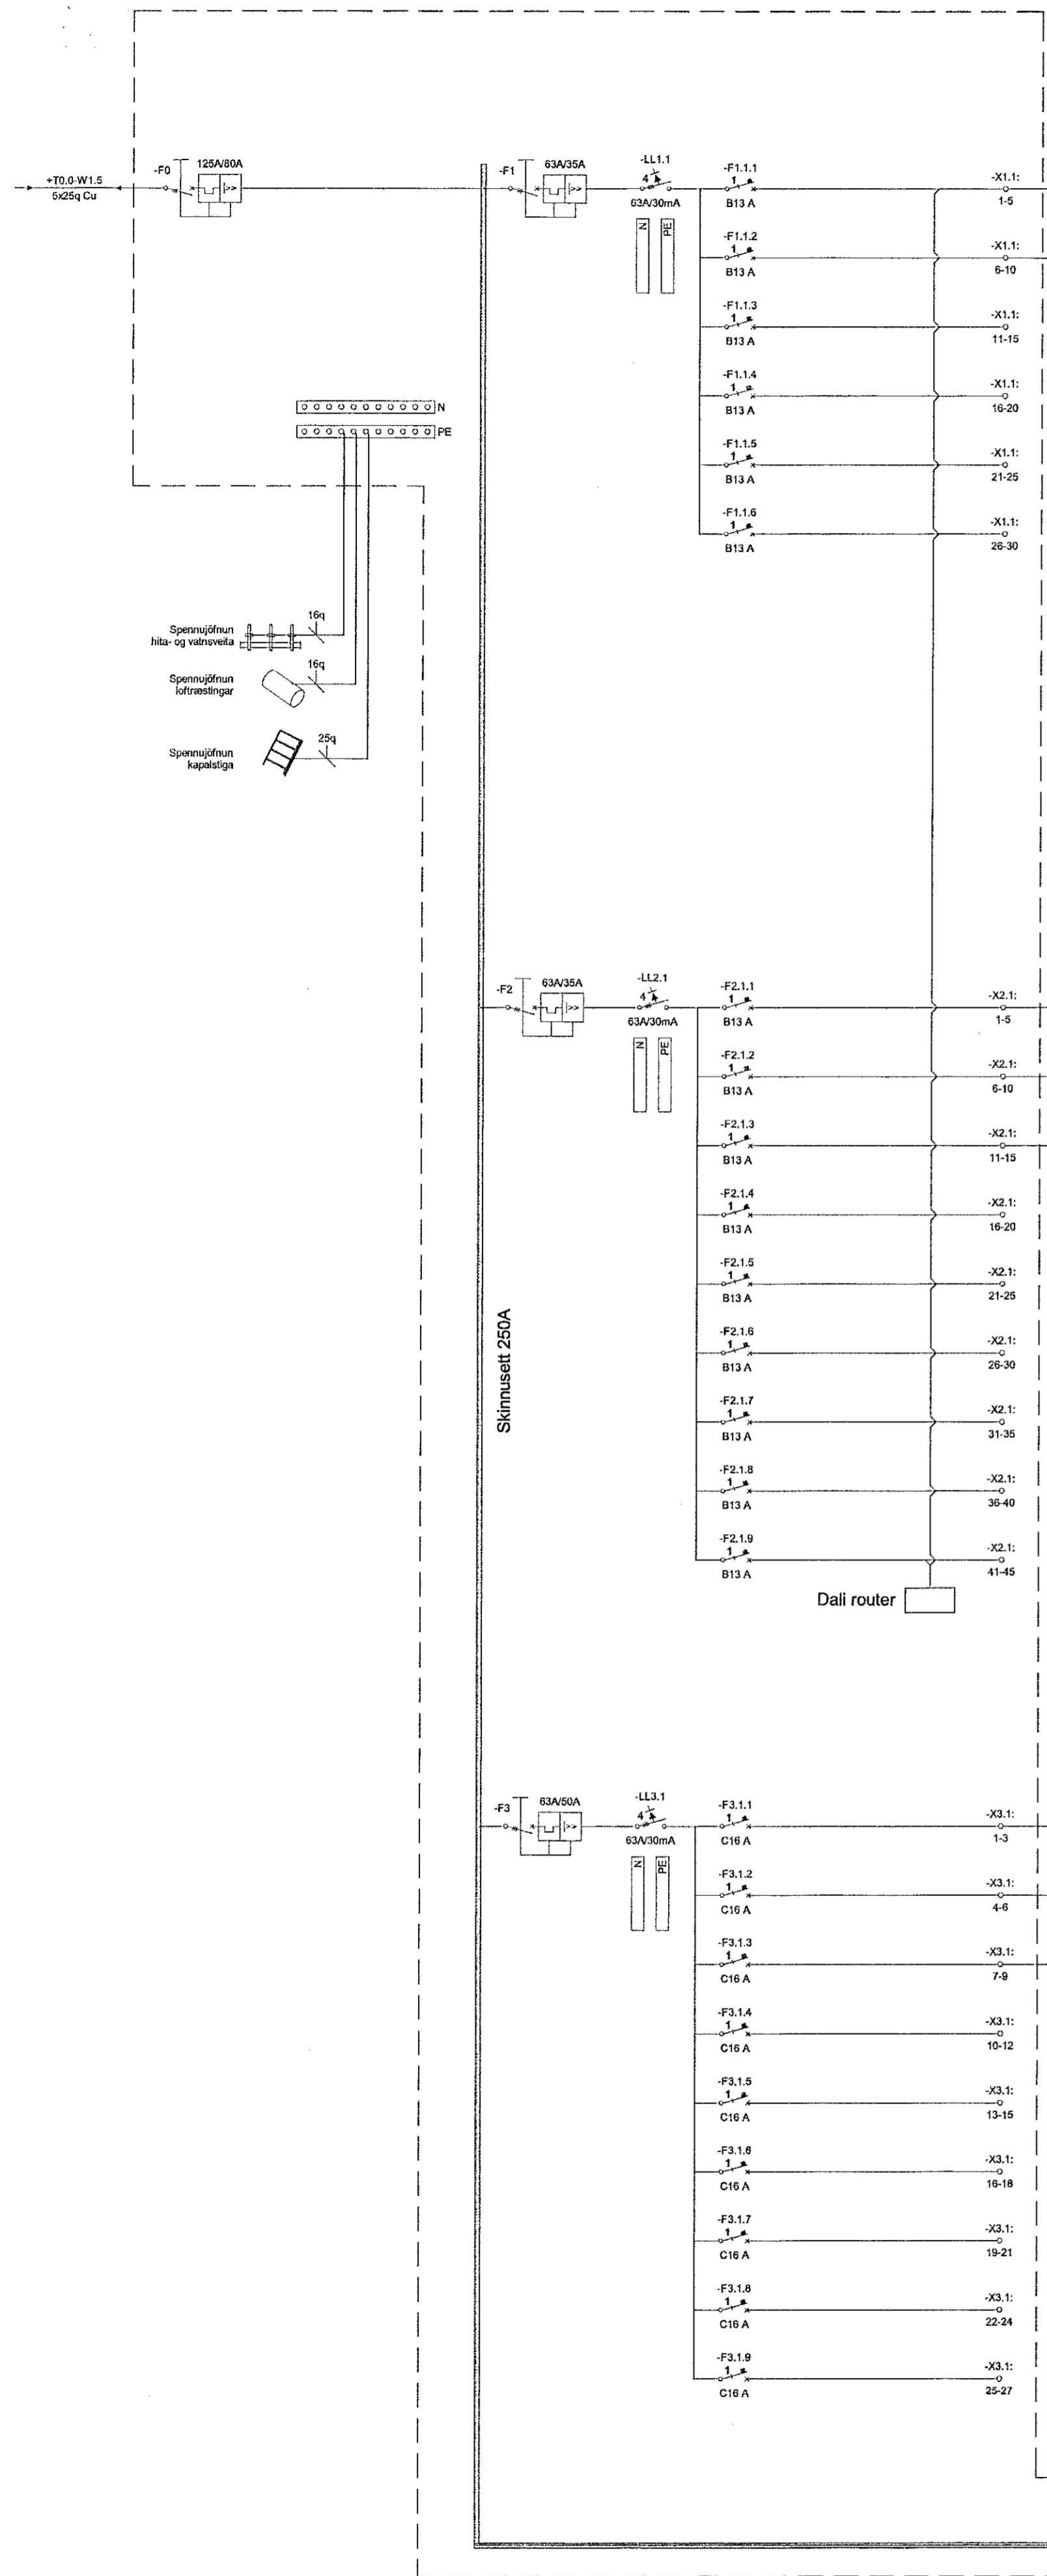 +T0.0-W1.5
5x25q Cu
-F0
125A/80A
-F1
63A/35A
-LL1.1
4
63A/30mA
N
PE
-F1.1.1
1
B13 A
-X1.1:
1-5
-F1.1.2
1
B13 A
-X1.1:
6-10
-F1.1.3
1
B13 A
-X1.1:
11-15
-F1.1.4
1
B13 A
-X1.1:
16-20
-F1.1.5
1
B13 A
-X1.1:
21-25
-F1.1.6
1
B13 A
-X1.1:
26-30
N
PE
Spennujöfnun
hita- og vatnsveita
16q
Spennujöfnun
loftræstingar
16q
Spennujöfnun
kapalstiga
25q
Skinnusett 250A
-F2
63A/35A
-LL2.1
4
63A/30mA
N
PE
-F2.1.1
1
B13 A
-X2.1:
1-5
-F2.1.2
1
B13 A
-X2.1:
6-10
-F2.1.3
1
B13 A
-X2.1:
11-15
-F2.1.4
1
B13 A
-X2.1:
16-20
-F2.1.5
1
B13 A
-X2.1:
21-25
-F2.1.6
1
B13 A
-X2.1:
26-30
-F2.1.7
1
B13 A
-X2.1:
31-35
-F2.1.8
1
B13 A
-X2.1:
36-40
-F2.1.9
1
B13 A
-X2.1:
41-45
Dali router
-F3
63A/50A
-LL3.1
4
63A/30mA
N
PE
-F3.1.1
1
C16 A
-X3.1:
1-3
-F3.1.2
1
C16 A
-X3.1:
4-6
-F3.1.3
1
C16 A
-X3.1:
7-9
-F3.1.4
1
C16 A
-X3.1:
10-12
-F3.1.5
1
C16 A
-X3.1:
13-15
-F3.1.6
1
C16 A
-X3.1:
16-18
-F3.1.7
1
C16 A
-X3.1:
19-21
-F3.1.8
1
C16 A
-X3.1:
22-24
-F3.1.9
1
C16 A
-X3.1:
25-27